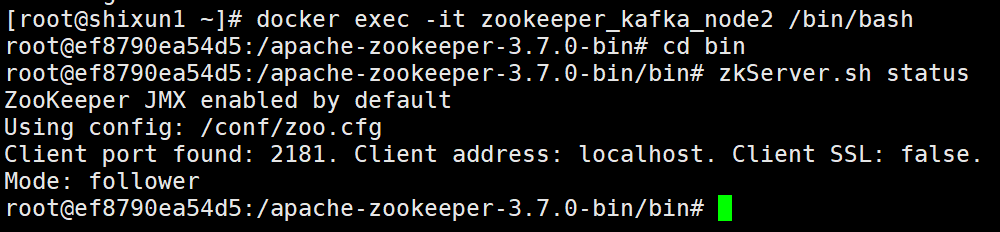 [root@shixun1 ~]# docker exec -it zookeeper_kafka_node2 /bin/bash
root@ef8790ea54d5:/apache-zookeeper-3.7.0-bin# cd bin
root@ef8790ea54d5:/apache-zookeeper-3.7.0-bin/bin# zkServer.sh status
ZooKeeper JMX enabled by default
Using config: /conf/zoo.cfg
Client port found: 2181. Client address: localhost. Client SSL: false.
Mode: follower
root@ef8790ea54d5:/apache-zookeeper-3.7.0-bin/bin#